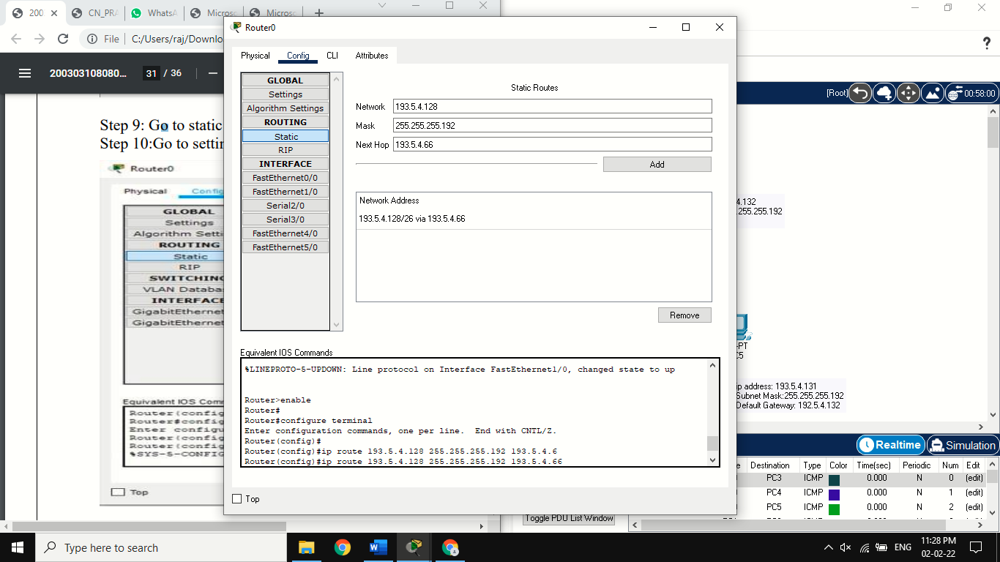 200.
CN_PRA
WhatsA
Microso
Microso
File
C:/Users/raj/Downlo
200303108080...
31 / 36
Step 9: Go to static
Step 10:Go to settin
Router0
Physical
Config
GLOBAL
Settings
Algorithm Setti
ROUTING
Static
RIP
SWITCHING
VLAN Databa
INTERFACE
GigabitEthernet
GigabitEthernet
Equivalent IOS Comm
Router(config
Router#config
Enter configu
Router(config
Router(config
%SYS-5-CONFIG
Top
Router0
Physical Config CLI Attributes
GLOBAL
Settings
Algorithm Settings
ROUTING
Static
RIP
INTERFACE
FastEthernet0/0
FastEthernet1/0
Serial2/0
Serial3/0
FastEthernet4/0
FastEthernet5/0
Static Routes
Network 193.5.4.128
Mask 255.255.255.192
Next Hop 193.5.4.66
Add
Network Address
193.5.4.128/26 via 193.5.4.66
Remove
Equivalent IOS Commands
%LINEPROTO-5-UPDOWN: Line protocol on Interface FastEthernet1/0, changed state to up
Router>enable
Router#
Router#configure terminal
Enter configuration commands, one per line. End with CNTL/Z.
Router(config)#
Router(config)#ip route 193.5.4.128 255.255.255.192 193.5.4.6
Router(config)#ip route 193.5.4.128 255.255.255.192 193.5.4.66
Top
?
[Root]
00:58:00
4.132
.255.255.192
-PT
C5
ip address: 193.5.4.131
Subnet Mask:255.255.255.192
Default Gateway: 192.5.4.132
Realtime
Simulation
e Destination Type Color Time(sec) Periodic Num Edit
PC3 ICMP 0.000 N 0 (edit)
PC4 ICMP 0.000 N 1 (edit)
PC5 ICMP 0.000 N 2 (edit)
Toggle PDU List Window
Type here to search
ENG
11:28 PM
02-02-22